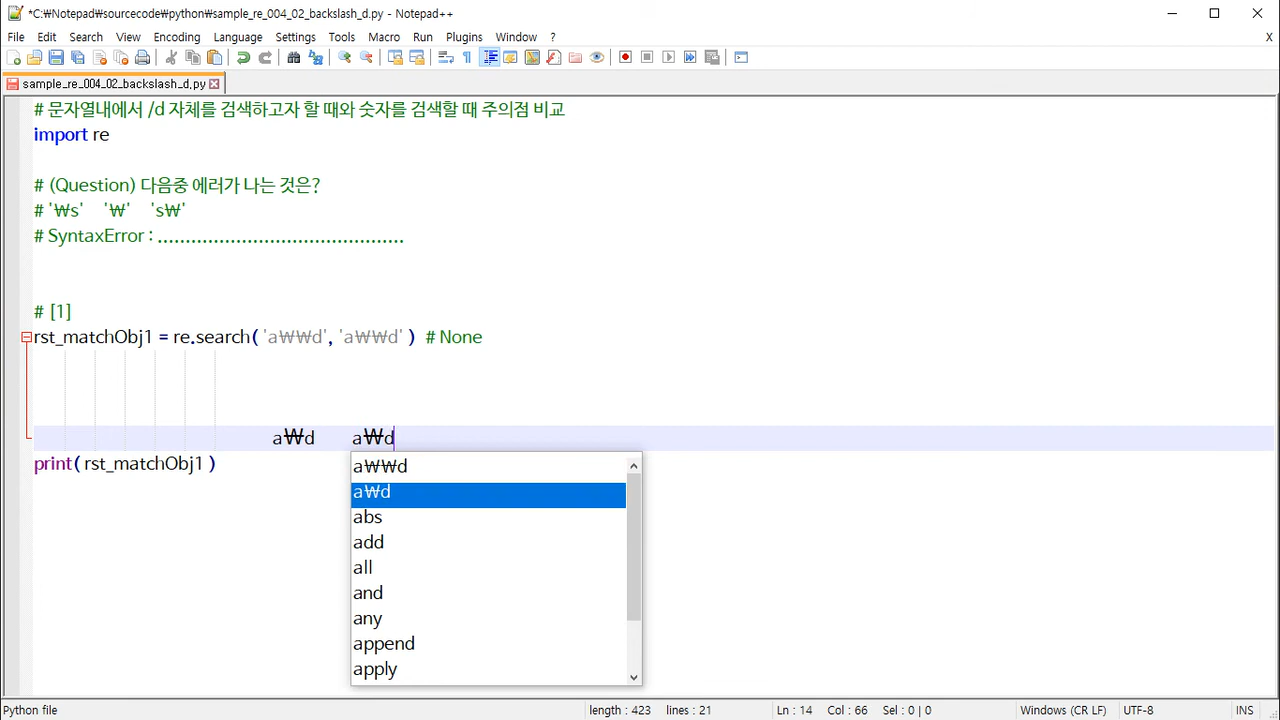 *C:₩Notepad₩sourcecode₩python₩sample_re_004_02_backslash_d.py - Notepad++
File Edit Search View Encoding Language Settings Tools Macro Run Plugins Window ? X
sample_re_004_02_backslash_d.py
# 문자열내에서 /d 자체를 검색하고자 할 때와 숫자를 검색할 때 주의점 비교
import re
# (Question) 다음중 에러가 나는 것은?
# '₩s' '₩' 's₩'
# SyntaxError : ............................................
# [1]
rst_matchObj1 = re.search( 'a₩₩d', 'a₩₩d' ) # None
a₩d a₩d
print( rst_matchObj1 )
a₩₩d
a₩d
abs
add
all
and
any
append
apply
Python file length : 423 lines : 21 Ln : 14 Col : 66 Sel : 0 | 0 Windows (CR LF) UTF-8 INS